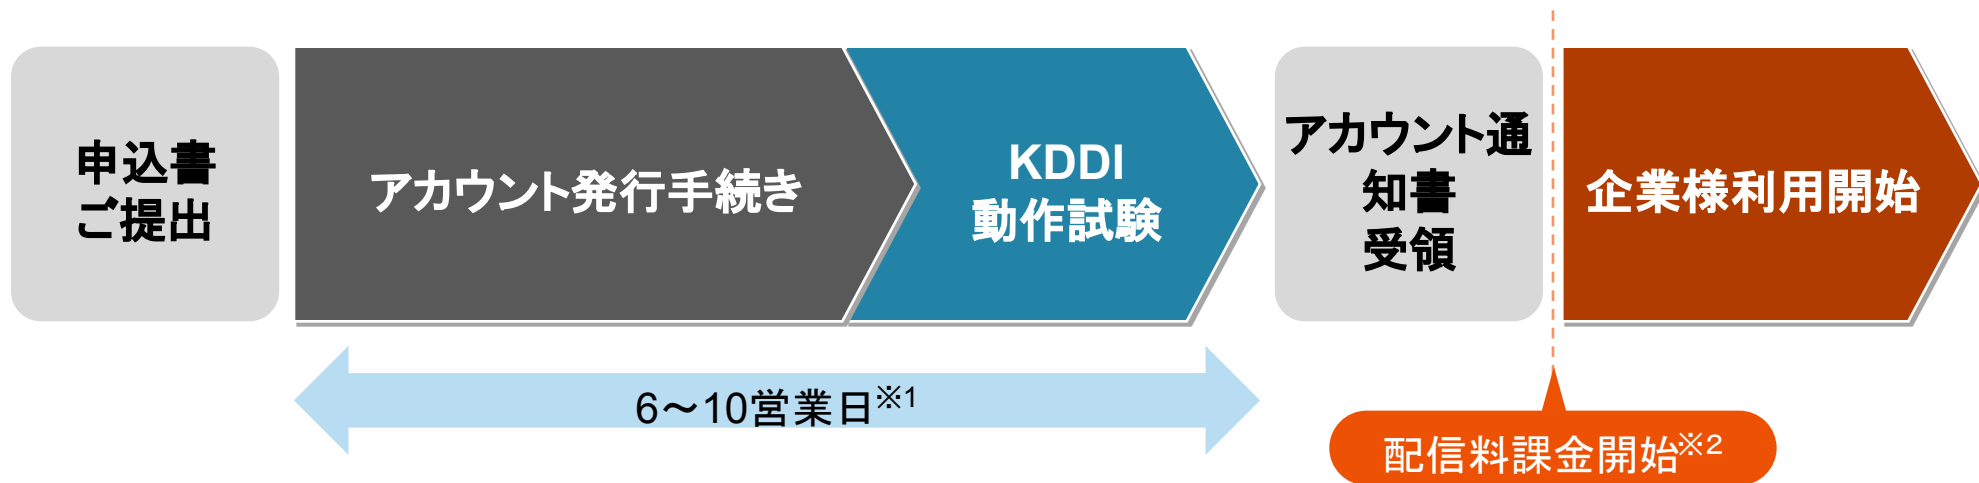 申込書
ご提出
アカウント発行手続き
KDDI
動作試験
アカウント通
知書
受領
企業様利用開始
6～10営業日※1
配信料課金開始※2